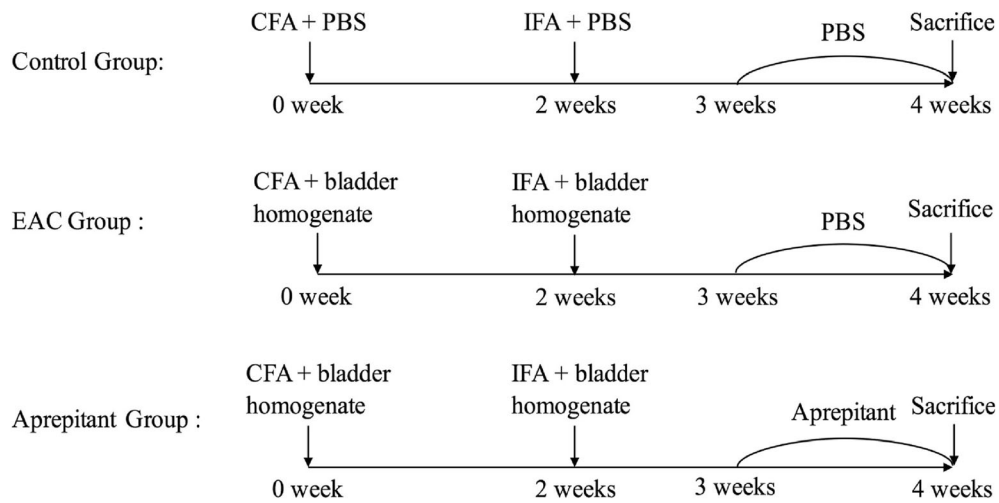 CFA + PBS
IFA + PBS
PBS
Sacrifice
Control Group:
0 week
2 weeks
3 weeks
4 weeks
CFA + bladder
homogenate
IFA + bladder
homogenate
PBS
Sacrifice
EAC Group :
0 week
2 weeks
3 weeks
4 weeks
CFA + bladder
homogenate
IFA + bladder
homogenate
Aprepitant
Sacrifice
Aprepitant Group :
0 week
2 weeks
3 weeks
4 weeks